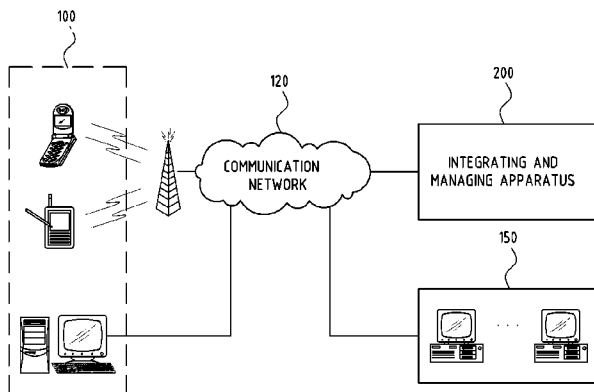 100
120
200
COMMUNICATION
NETWORK
INTEGRATING AND
MANAGING APPARATUS
150
. . .